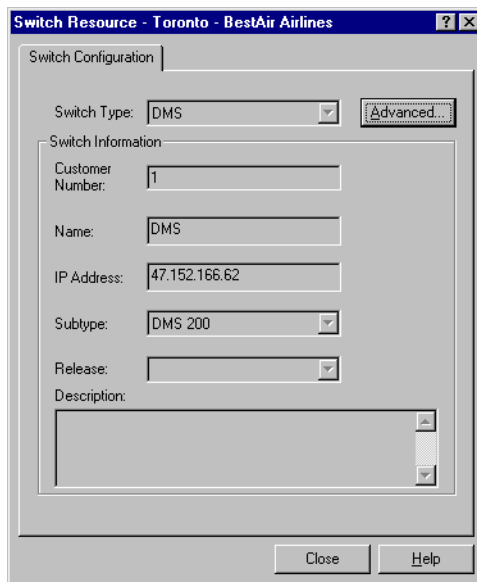 Switch Resource - Toronto - BestAir Airlines
Switch Configuration
Switch Type: DMS Advanced...
Switch Information
Customer
Number: 1
Name: DMS
IP Address: 47.152.166.62
Subtype: DMS 200
Release:
Description:
Close Help